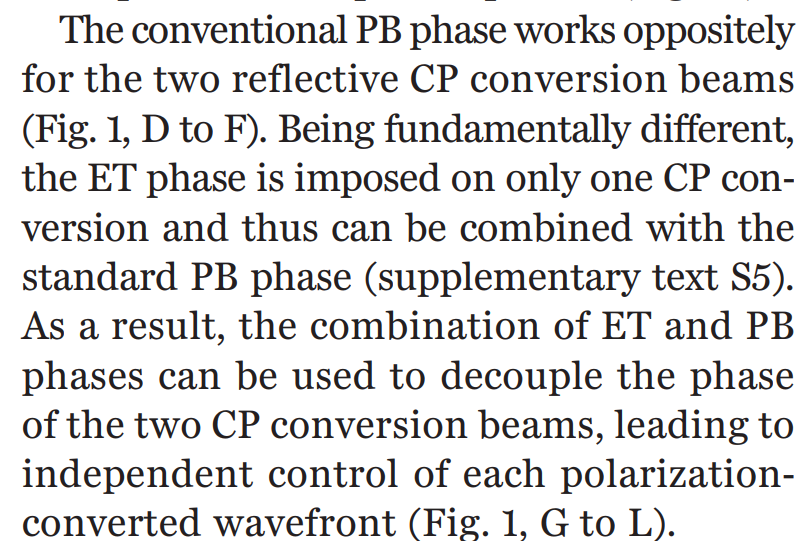 The conventional PB phase works oppositely
for the two reflective CP conversion beams
(Fig. 1, D to F). Being fundamentally different,
the ET phase is imposed on only one CP con-
version and thus can be combined with the
standard PB phase (supplementary text S5).
As a result, the combination of ET and PB
phases can be used to decouple the phase
of the two CP conversion beams, leading to
independent control of each polarization-
converted wavefront (Fig. 1, G to L).